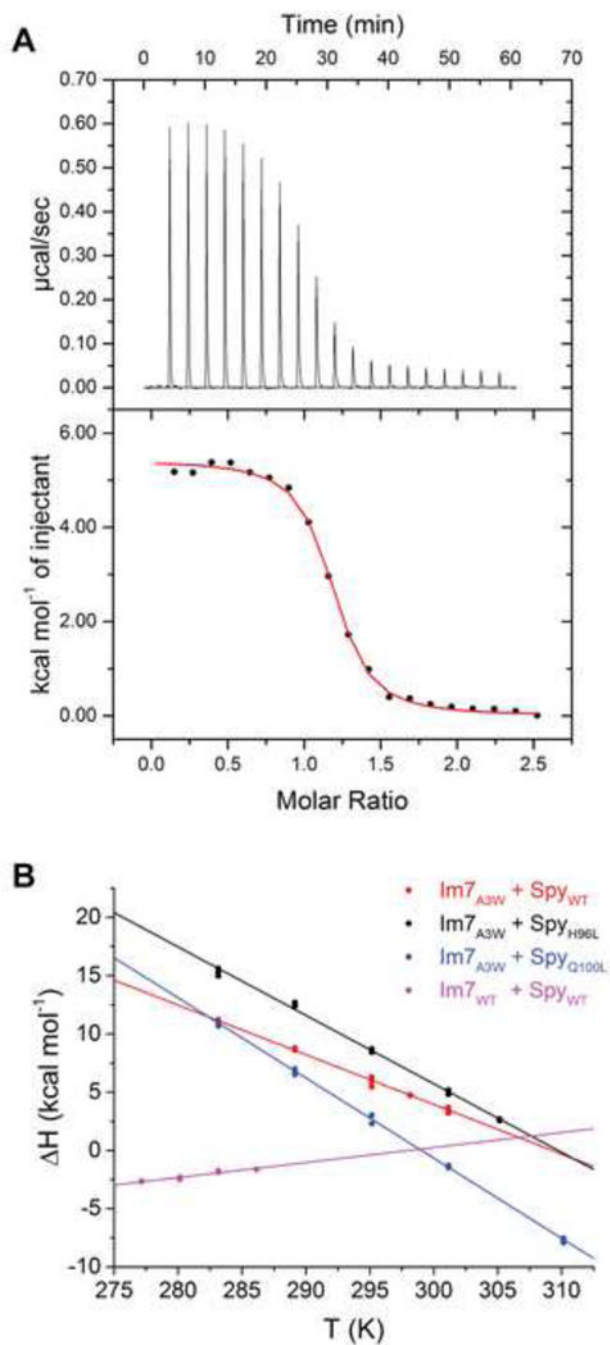 A
Time (min)
0 10 20 30 40 50 60 70
0.70
0.60
0.50
0.40
0.30
0.20
0.10
0.00
µcal/sec
6.00
4.00
2.00
0.00
kcal mol⁻¹ of injectant
0.0 0.5 1.0 1.5 2.0 2.5
Molar Ratio
B
Im7A3W + SpyWT
Im7A3W + SpyH96L
Im7A3W + SpyQ100L
Im7WT + SpyWT
20
15
10
5
0
-5
-10
ΔH (kcal mol⁻¹)
275 280 285 290 295 300 305 310
T (K)